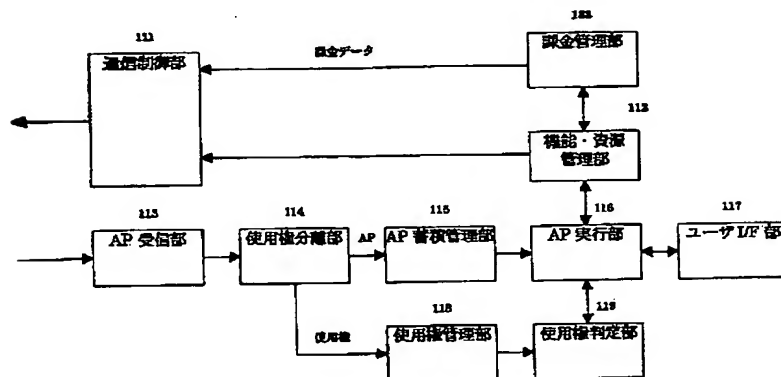 111
通信制御部
課金データ
122
課金管理部
112
機能・資源
管理部
113
AP 受信部
114
使用権分離部
AP
115
AP 蓄積管理部
116
AP 実行部
117
ユーザ I/F 部
使用権
118
使用権管理部
119
使用権判定部